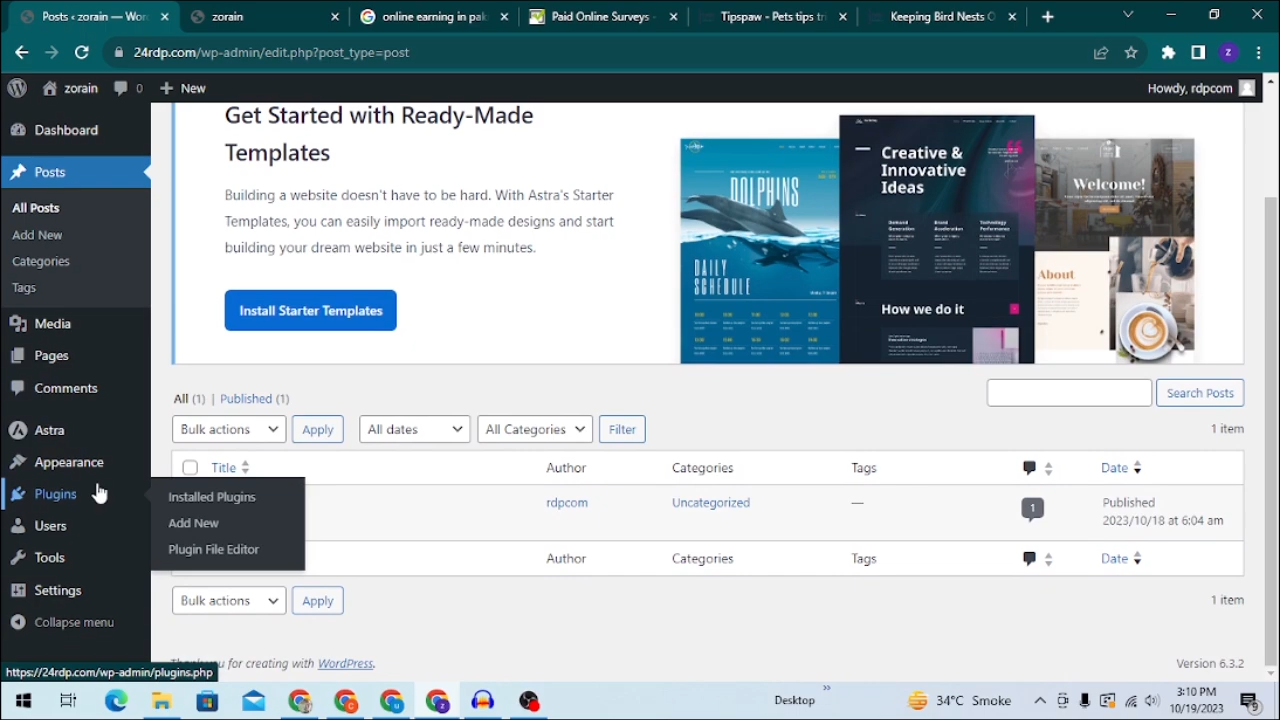 Posts ‹ zorain — Wor
zorain
online earning in pak
Paid Online Surveys -
Tipspaw - Pets tips tri
Keeping Bird Nests O
24rdp.com/wp-admin/edit.php?post_type=post
Z
zorain
0
New
Howdy, rdpcom
Dashboard
Posts
All Posts
Add New
Categories
Tags
Media
Pages
Comments
Astra
Appearance
Plugins
Users
Tools
Settings
Collapse menu
Installed Plugins
Add New
Plugin File Editor
Get Started with Ready-Made
Templates
Building a website doesn't have to be hard. With Astra's Starter
Templates, you can easily import ready-made designs and start
building your dream website in just a few minutes.
Install Starter Templates
DOLPHINS
DAILY
SCHEDULE
Creative &
Innovative
Ideas
How we do it
Welcome!
About
All (1) | Published (1)
Search Posts
Bulk actions
Apply
All dates
All Categories
Filter
1 item
Title
Author
Categories
Tags
Date
rdpcom
Uncategorized
—
1
Published
2023/10/18 at 6:04 am
Author
Categories
Tags
Date
Bulk actions
Apply
1 item
you for creating with WordPress.
Version 6.3.2
https://24rdp.com/wp-admin/plugins.php
Desktop
34°C Smoke
3:10 PM
10/19/2023